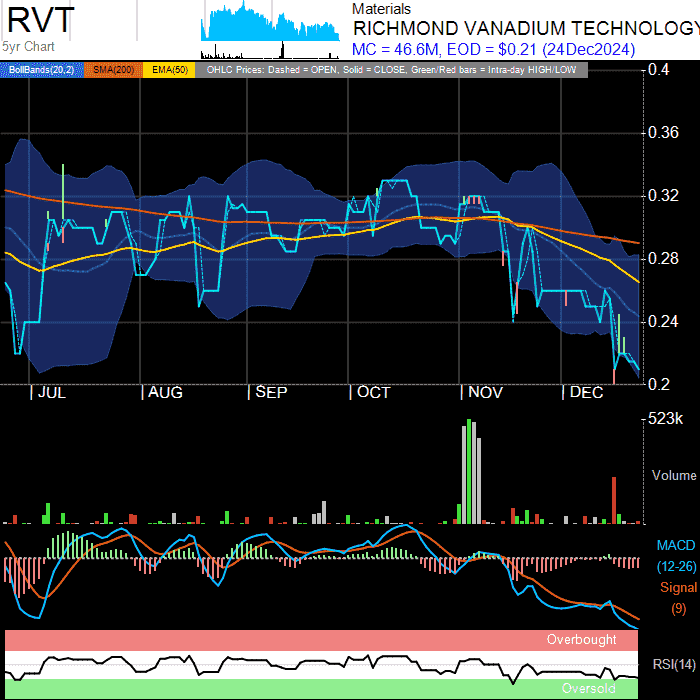 RVT
5yr Chart
Materials
RICHMOND VANADIUM TECHNOLOGY
MC = 46.6M, EOD = $0.21 (24Dec2024)
BollBands(20,2) SMA(200) EMA(50) OHLC Prices: Dashed = OPEN, Solid = CLOSE, Green/Red bars = Intra-day HIGH/LOW
0.4
0.36
0.32
0.28
0.24
0.2
JUL AUG SEP OCT NOV DEC
523k
Volume
MACD
(12-26)
Signal
(9)
Overbought
RSI(14)
Oversold